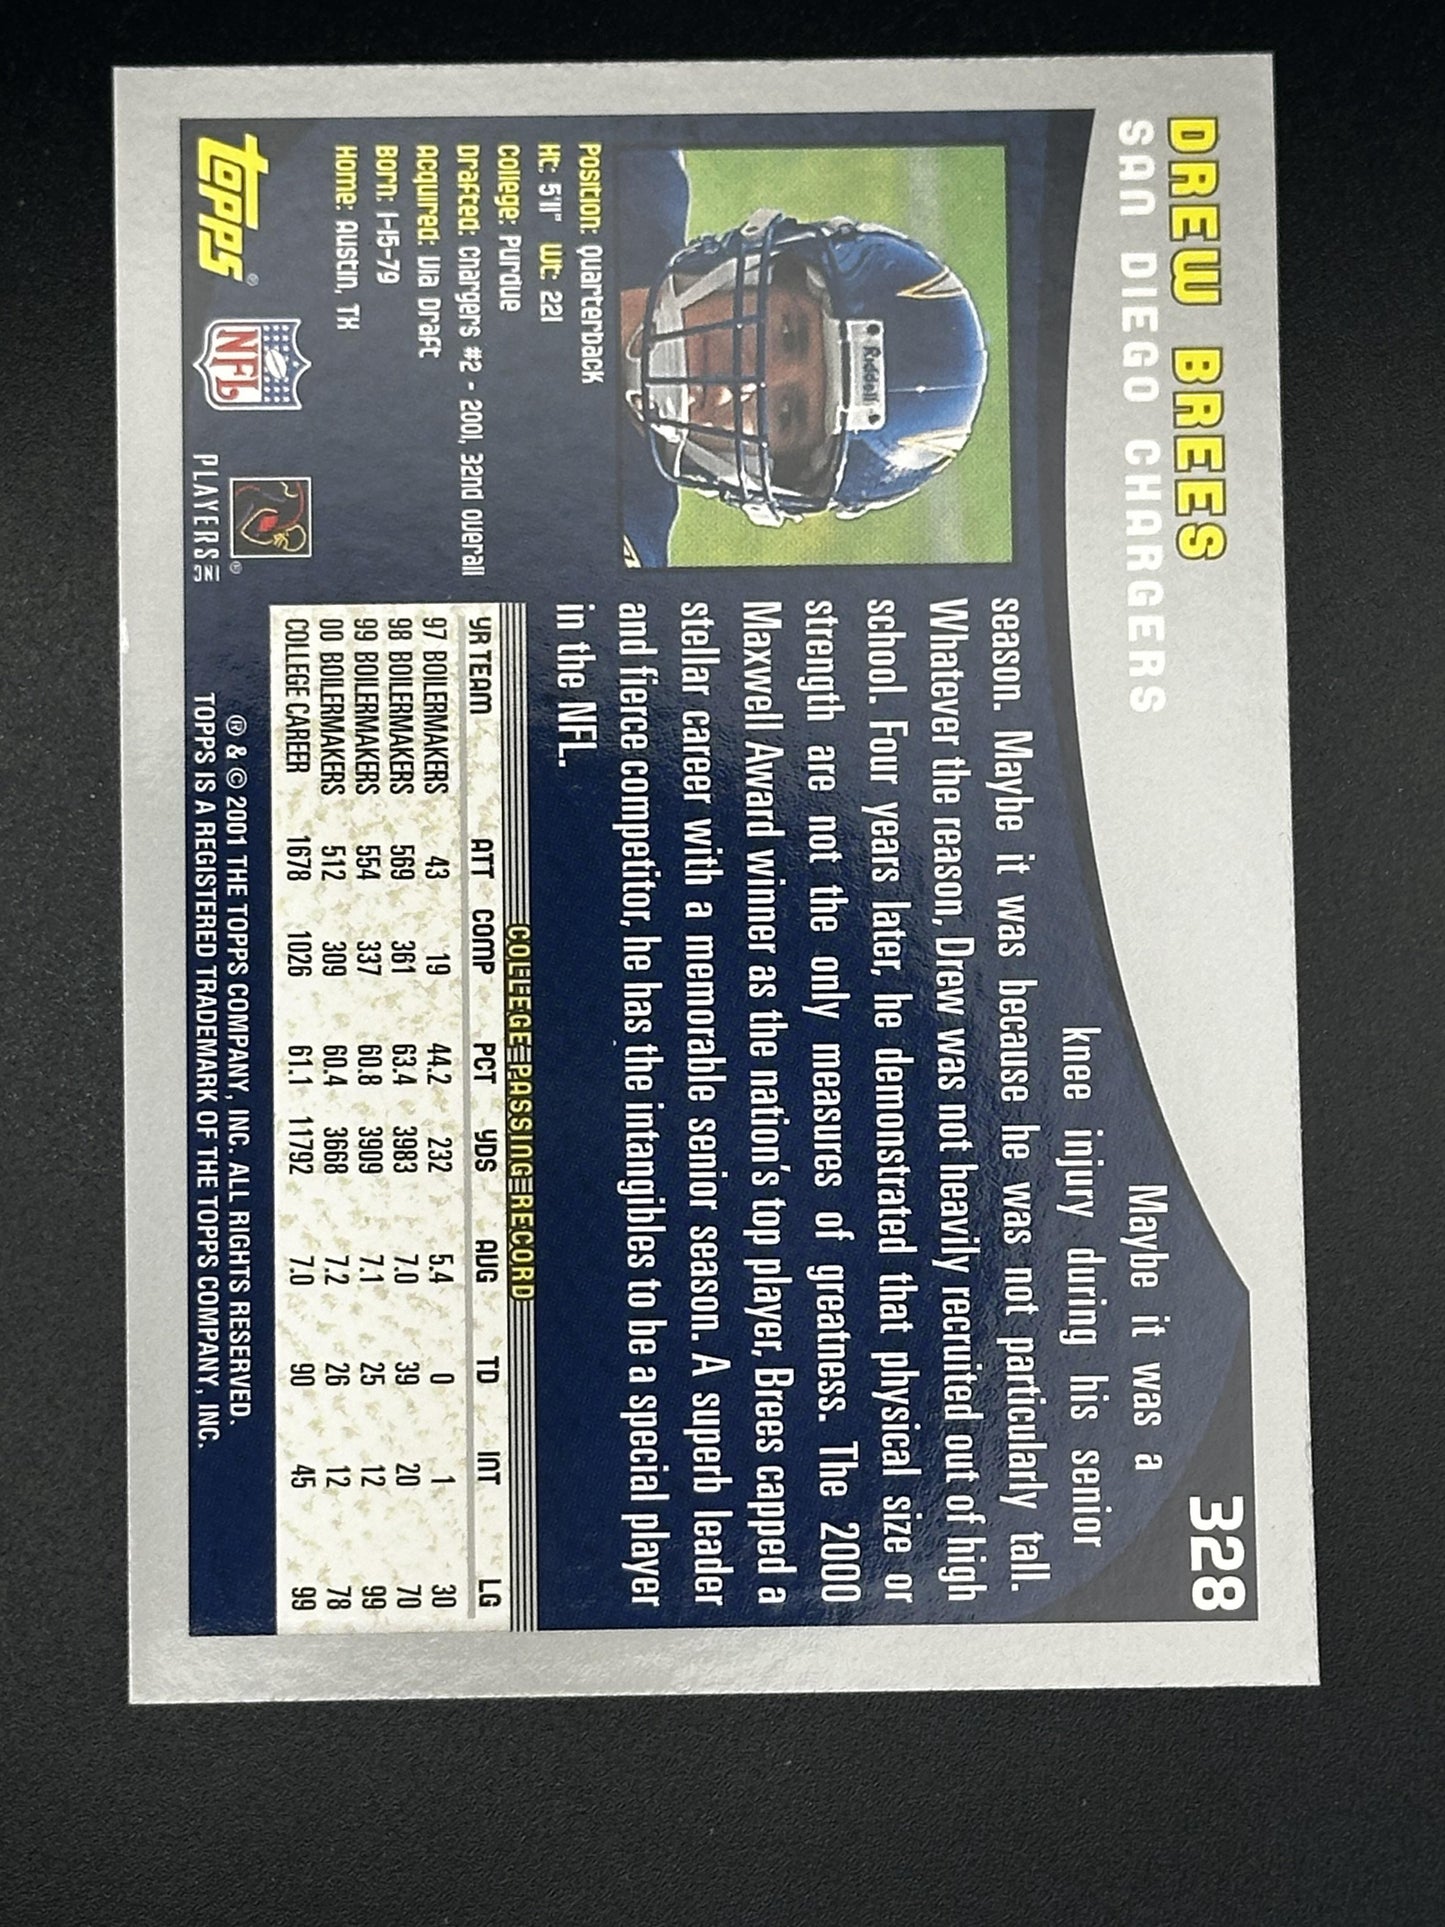 DREW BREES
SAN DIEGO CHARGERS
328
Riddell
Position: Quarterback
Ht: 5'11" Wt: 221
College: Purdue
Drafted: Chargers #2 - 2001, 32nd overall
Acquired: Via Draft
Born: 1-15-79
Home: Austin, TX
Maybe it was a
knee injury during his senior
season. Maybe it was because he was not particularly tall.
Whatever the reason, Drew was not heavily recruited out of high
school. Four years later, he demonstrated that physical size or
strength are not the only measures of greatness. The 2000
Maxwell Award winner as the nation's top player, Brees capped a
stellar career with a memorable senior season. A superb leader
and fierce competitor, he has the intangibles to be a special player
in the NFL.
COLLEGE PASSING RECORD
YR TEAM ATT COMP PCT YDS AVG TD INT LG
97 BOILERMAKERS 43 19 44.2 232 5.4 0 1 30
98 BOILERMAKERS 569 361 63.4 3983 7.0 39 20 70
99 BOILERMAKERS 554 337 60.8 3909 7.1 25 12 99
00 BOILERMAKERS 512 309 60.4 3668 7.2 26 12 78
COLLEGE CAREER 1678 1026 61.1 11792 7.0 90 45 99
topps®
NFL
PLAYERS INC
® & © 2001 THE TOPPS COMPANY, INC. ALL RIGHTS RESERVED.
TOPPS IS A REGISTERED TRADEMARK OF THE TOPPS COMPANY, INC.